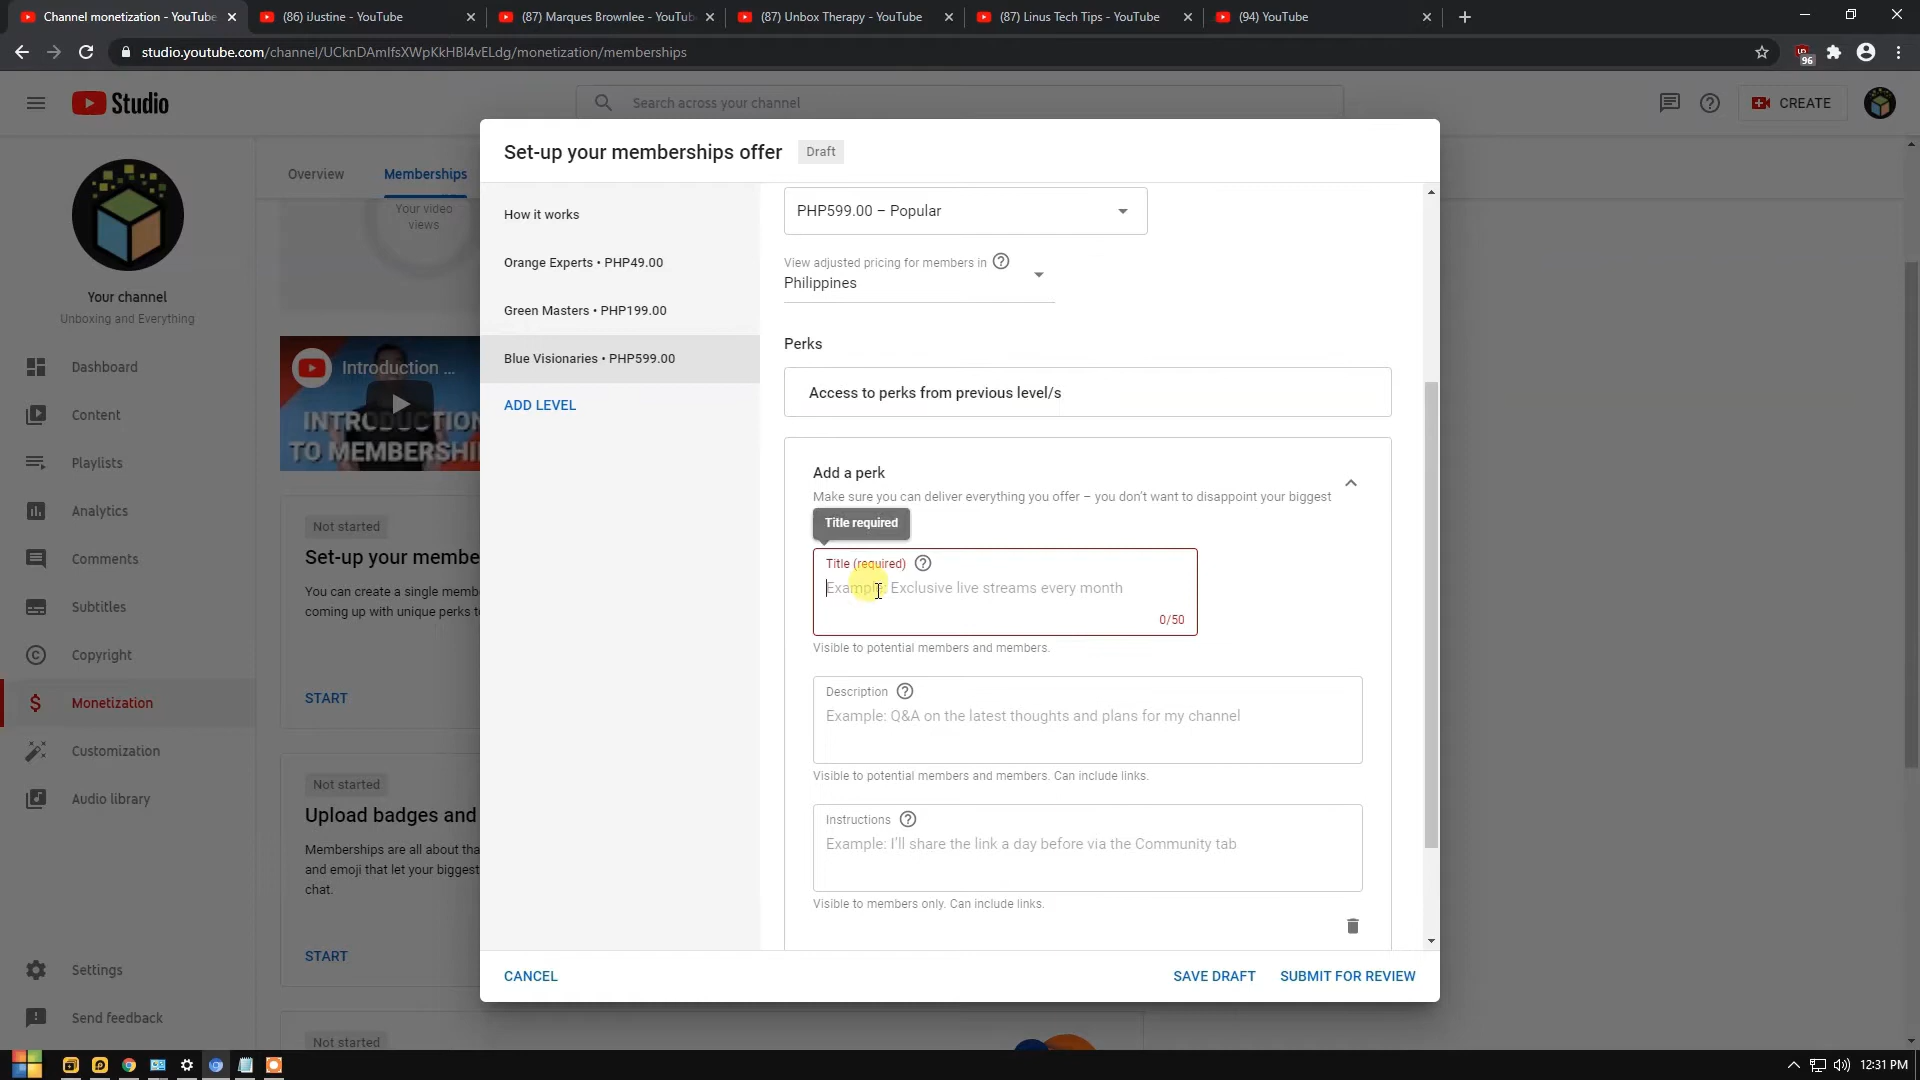 Channel monetization - YouTube
(86) iJustine - YouTube
(87) Marques Brownlee - YouTub
(87) Unbox Therapy - YouTube
(87) Linus Tech Tips - YouTube
(94) YouTube
studio.youtube.com/channel/UCknDAmIfsXWpKkHBI4vELdg/monetization/memberships
96
Studio
Search across your channel
CREATE
Your channel
Unboxing and Everything
Dashboard
Content
Playlists
Analytics
Comments
Subtitles
Copyright
Monetization
Customization
Audio library
Settings
Send feedback
Overview
Memberships
Your video
views
Introduction ...
INTRODUCTION
TO MEMBERSHI
Not started
Set-up your membe
You can create a single memb
coming up with unique perks to
START
Not started
Upload badges and
Memberships are all about tha
and emoji that let your biggest
chat.
START
Not started
Set-up your memberships offer
Draft
How it works
Orange Experts • PHP49.00
Green Masters • PHP199.00
Blue Visionaries • PHP599.00
ADD LEVEL
PHP599.00 – Popular
View adjusted pricing for members in
Philippines
Perks
Access to perks from previous level/s
Add a perk
Make sure you can deliver everything you offer – you don't want to disappoint your biggest
Title required
Title (required)
Example: Exclusive live streams every month
0/50
Visible to potential members and members.
Description
Example: Q&A on the latest thoughts and plans for my channel
Visible to potential members and members. Can include links.
Instructions
Example: I'll share the link a day before via the Community tab
Visible to members only. Can include links.
CANCEL
SAVE DRAFT
SUBMIT FOR REVIEW
12:31 PM